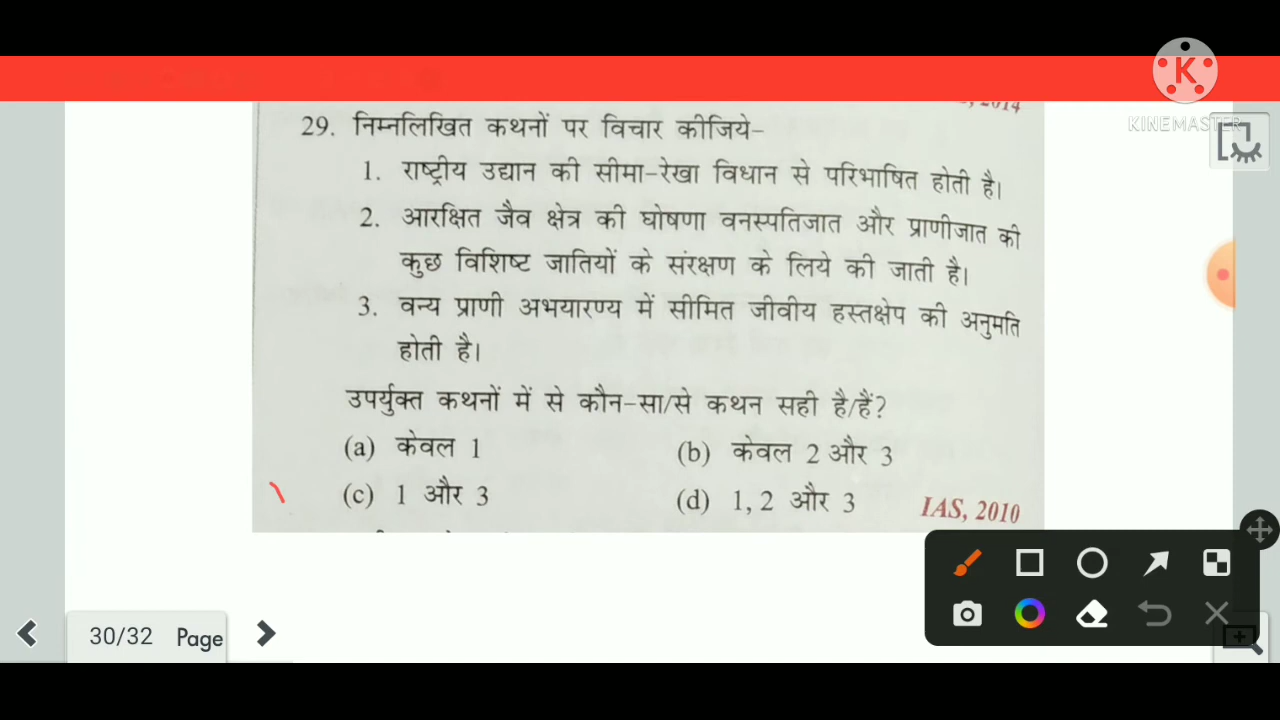 KINEMASTER
29. निम्नलिखित कथनों पर विचार कीजिये–
1. राष्ट्रीय उद्यान की सीमा-रेखा विधान से परिभाषित होती है।
2. आरक्षित जैव क्षेत्र की घोषणा वनस्पतिजात और प्राणीजात की
कुछ विशिष्ट जातियों के संरक्षण के लिये की जाती है।
3. वन्य प्राणी अभयारण्य में सीमित जीवीय हस्तक्षेप की अनुमति
होती है।
उपर्युक्त कथनों में से कौन-सा/से कथन सही है/हैं?
(a) केवल 1
(b) केवल 2 और 3
(c) 1 और 3
(d) 1, 2 और 3
IAS, 2010
30/32 Page